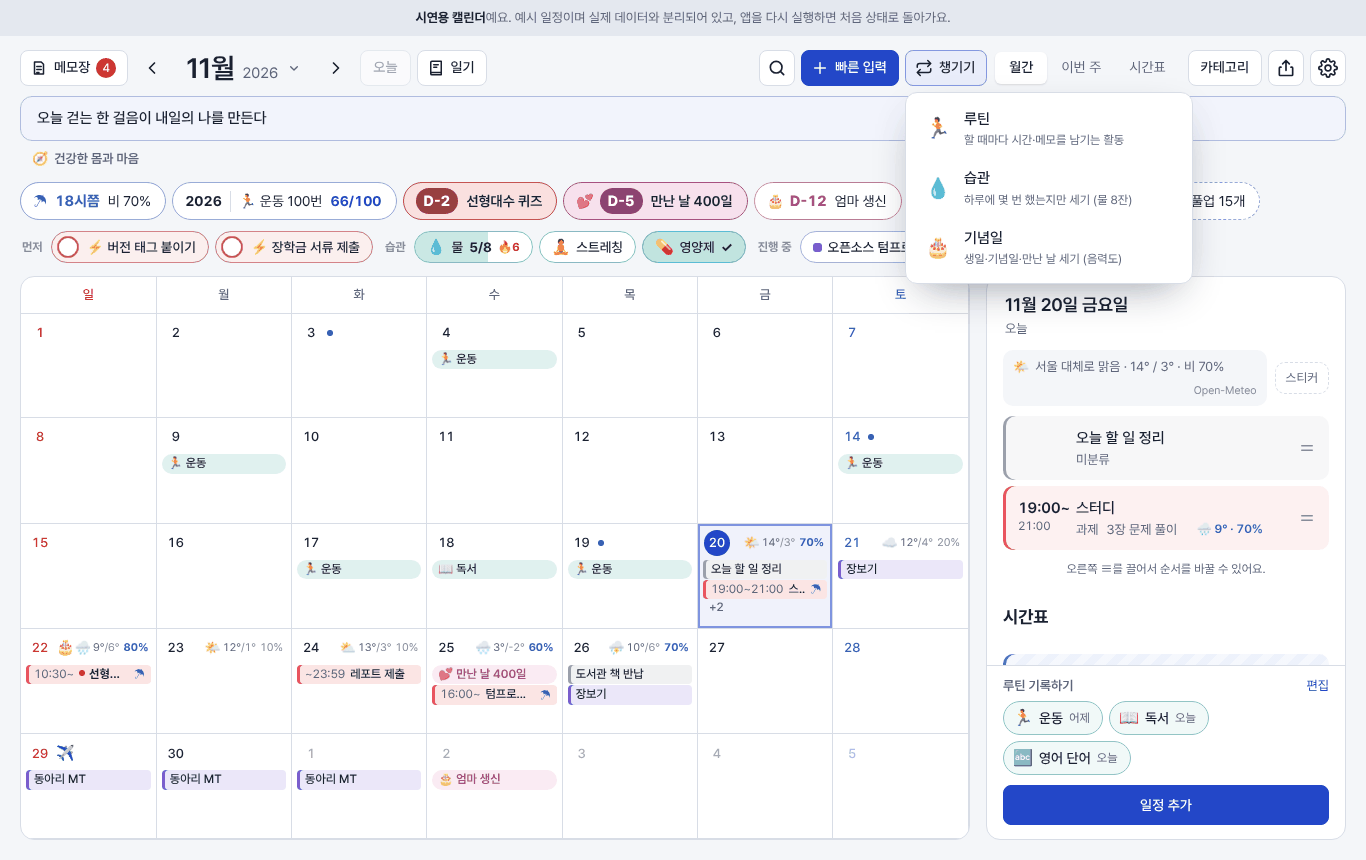 시연용 캘린더예요. 예시 일정이며 실제 데이터와 분리되어 있고, 앱을 다시 실행하면 처음 상태로 돌아가요.
메모장 4 11월 2026 오늘 일기 빠른 입력 챙기기 월간 이번 주 시간표 카테고리
오늘 걷는 한 걸음이 내일의 나를 만든다
건강한 몸과 마음
루틴
할 때마다 시간·메모를 남기는 활동
습관
하루에 몇 번 했는지만 세기 (물 8잔)
기념일
생일·기념일·만난 날 세기 (음력도)
18시쯤 비 70% 2026 운동 100번 66/100 D-2 선형대수 퀴즈 D-5 만난 날 400일 D-12 엄마 생신 풀업 15개
먼저 버전 태그 붙이기 장학금 서류 제출 습관 물 5/8 6 스트레칭 영양제 진행 중 오픈소스 텀프로
일 월 화 수 목 금 토
1 2 3 4 5 6 7
운동
8 9 10 11 12 13 14
운동 운동
15 16 17 18 19 20 14°/3° 70% 21 12°/4° 20%
운동 독서 운동 오늘 할 일 정리 장보기
19:00~21:00 스..
+2
22 9°/6° 80% 23 12°/1° 10% 24 13°/3° 10% 25 3°/-2° 60% 26 10°/6° 70% 27 28
10:30~ 선형... ~23:59 레포트 제출 만난 날 400일 도서관 책 반납
16:00~ 텀프로... 장보기
29 30 1 2 3 4 5
동아리 MT 동아리 MT 동아리 MT 엄마 생신
11월 20일 금요일
오늘
서울 대체로 맑음 · 14° / 3° · 비 70%
Open-Meteo
스티커
오늘 할 일 정리
미분류
19:00~ 스터디
21:00 과제 3장 문제 풀이 9° · 70%
오른쪽 ≡를 끌어서 순서를 바꿀 수 있어요.
시간표
루틴 기록하기 편집
운동 어제 독서 오늘
abc 영어 단어 오늘
일정 추가